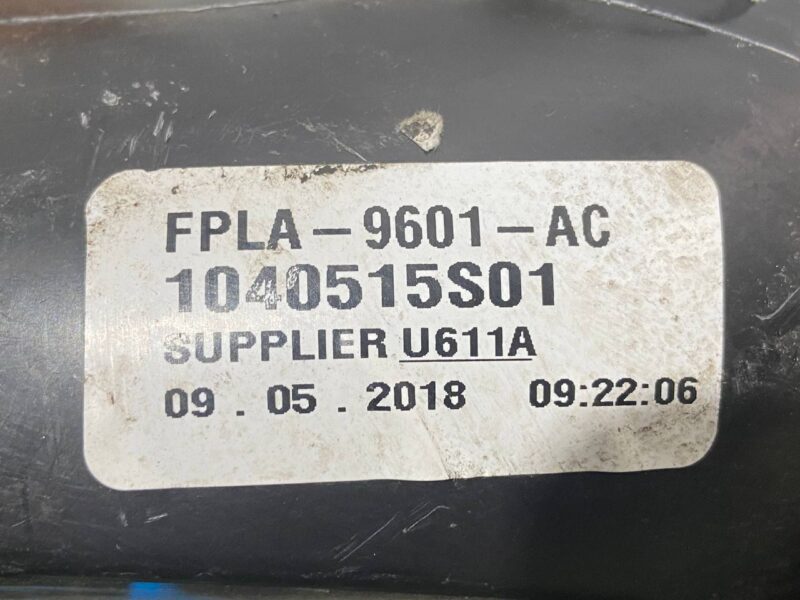 FPLA-9601-AC
1040515S01
SUPPLIER U611A
09 . 05 . 2018 09:22:06